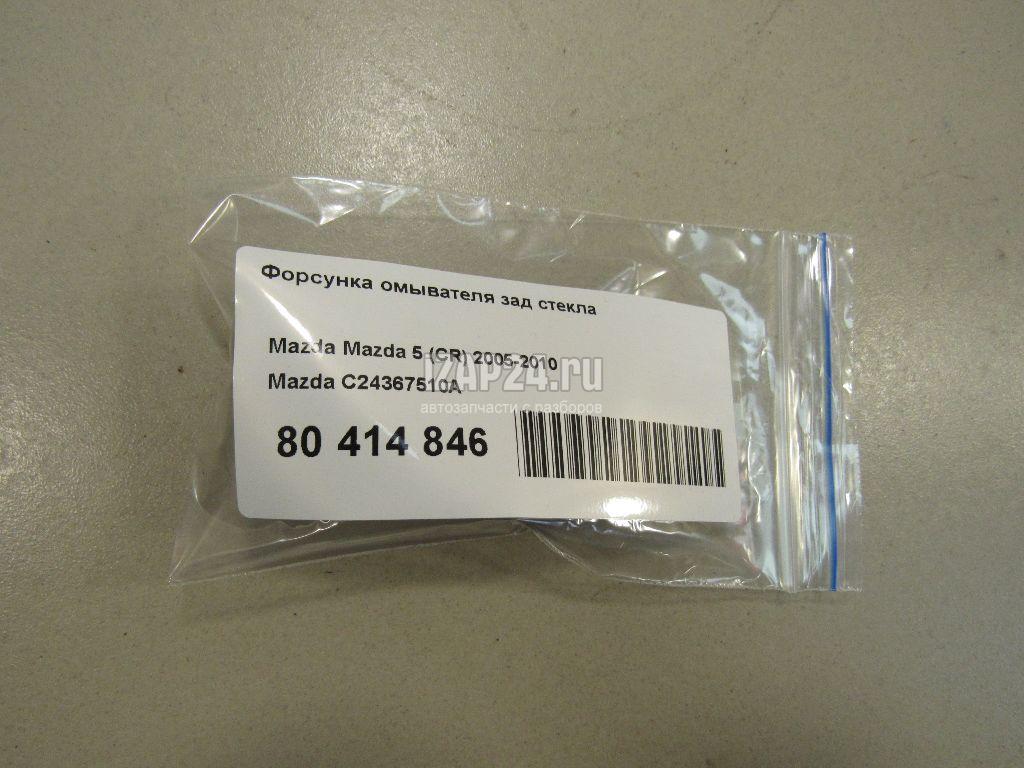 Форсунка омывателя зад стекла
Mazda Mazda 5 (CR) 2005-2010
Mazda C24367510A
IZAP24.ru
автозапчасти с разборов
80 414 846